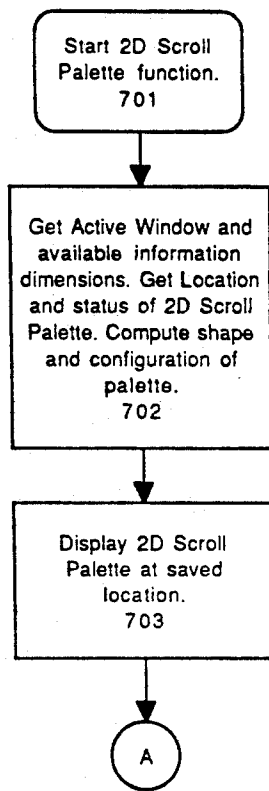 Start 2D Scroll
Palette function.
701
Get Active Window and
available information
dimensions. Get Location
and status of 2D Scroll
Palette. Compute shape
and configuration of
palette.
702
Display 2D Scroll
Palette at saved
location.
703
A